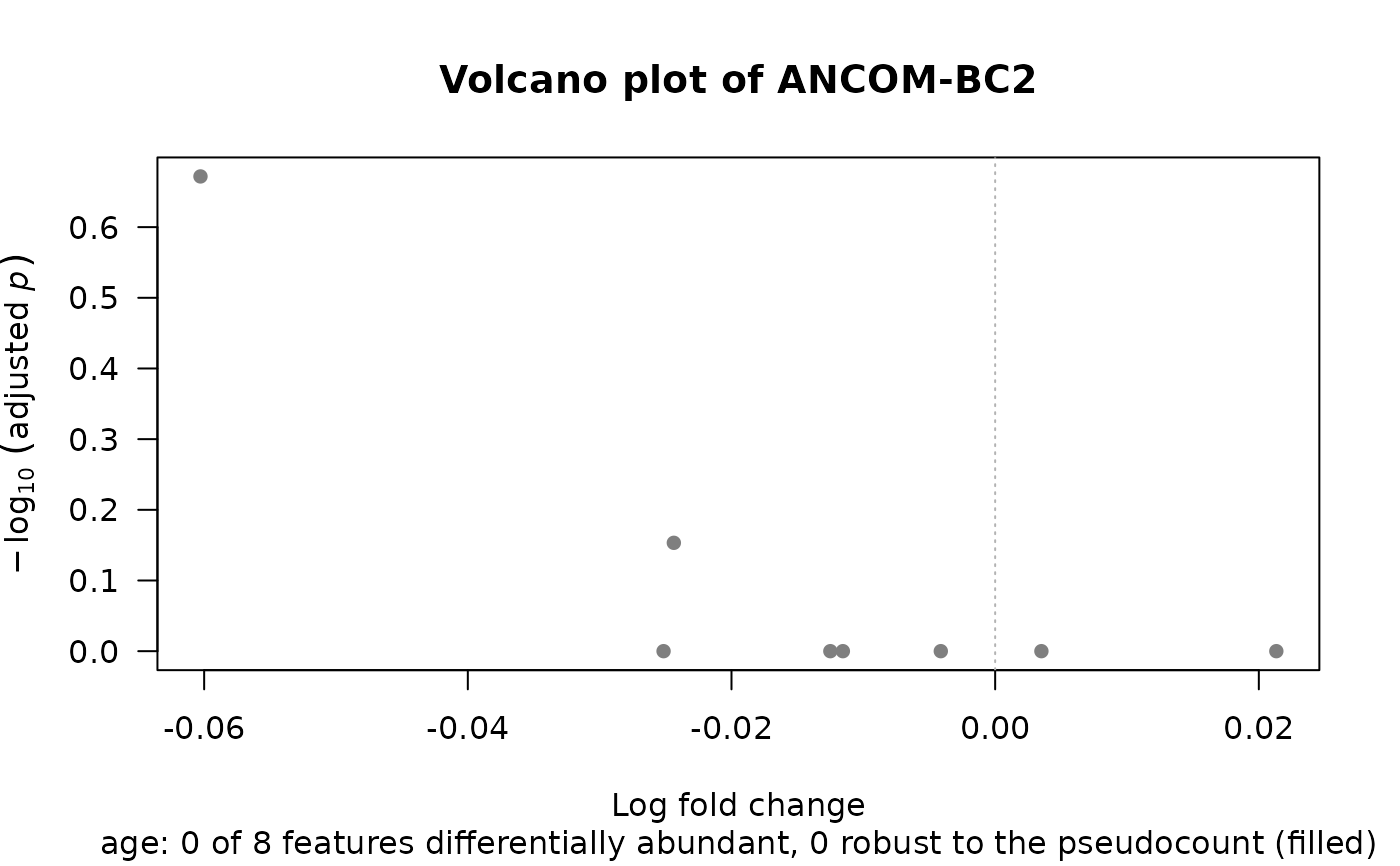 Volcano plot of ANCOM-BC2
− log10 (adjusted p)
0.6
0.5
0.4
0.3
0.2
0.1
0.0
-0.06 -0.04 -0.02 0.00 0.02
Log fold change
age: 0 of 8 features differentially abundant, 0 robust to the pseudocount (filled)